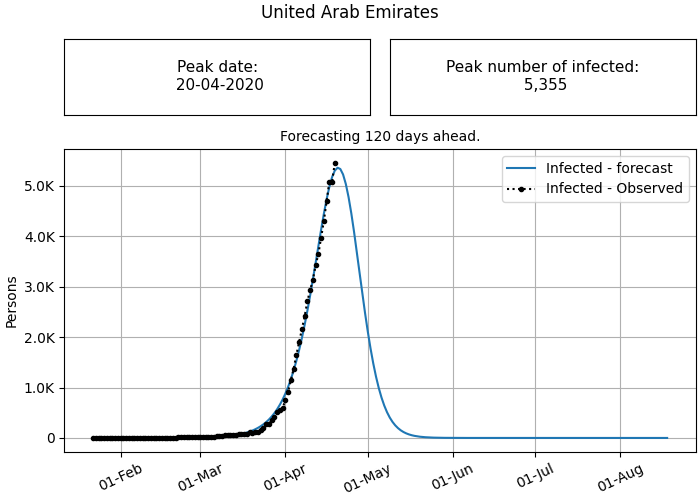 United Arab Emirates
Peak date:
20-04-2020
Peak number of infected:
5,355
Forecasting 120 days ahead.
Infected - forecast
Infected - Observed
Persons
5.0K
4.0K
3.0K
2.0K
1.0K
0
01-Feb
01-Mar
01-Apr
01-May
01-Jun
01-Jul
01-Aug